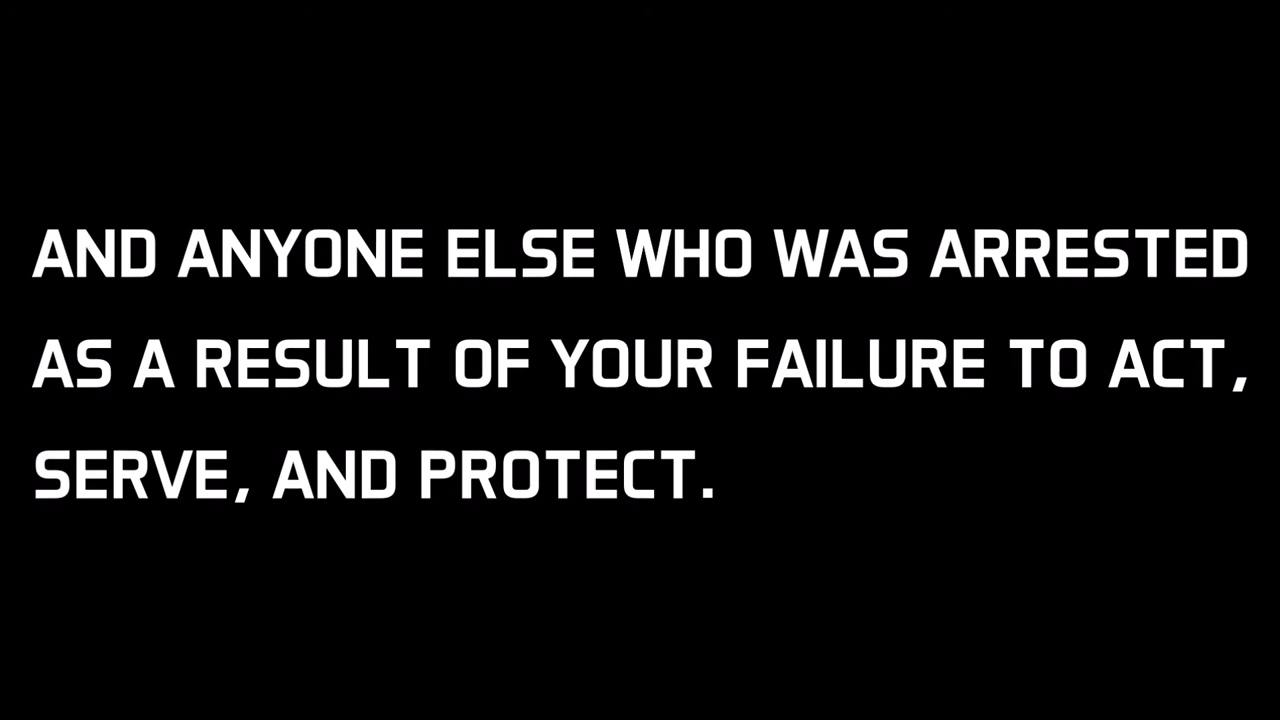 AND ANYONE ELSE WHO WAS ARRESTED
AS A RESULT OF YOUR FAILURE TO ACT,
SERVE, AND PROTECT.